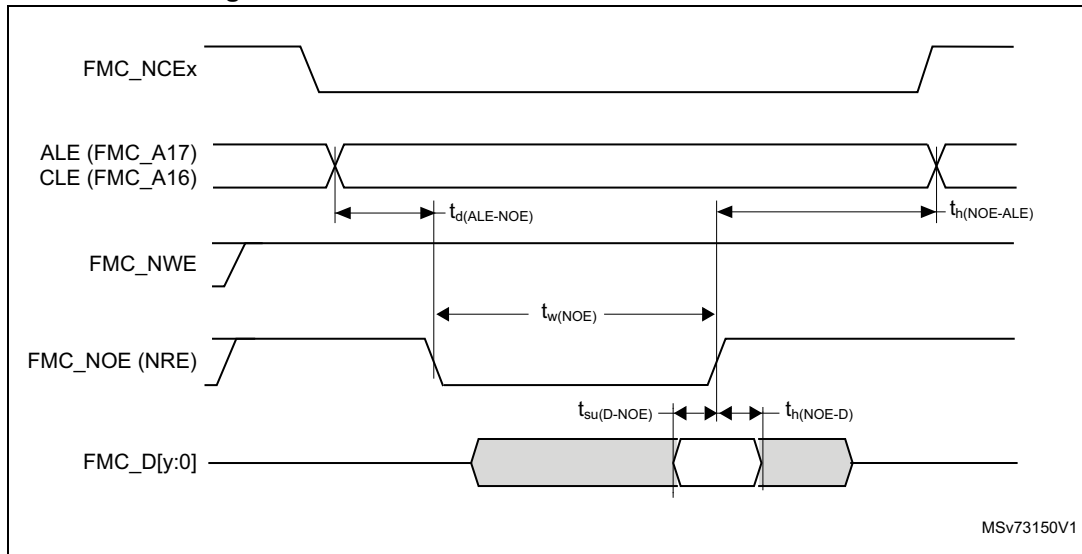 FMC_NCEx
ALE (FMC_A17)
CLE (FMC_A16)
td(ALE-NOE)
th(NOE-ALE)
FMC_NWE
tw(NOE)
FMC_NOE (NRE)
tsu(D-NOE)
th(NOE-D)
FMC_D[y:0]
MSv73150V1